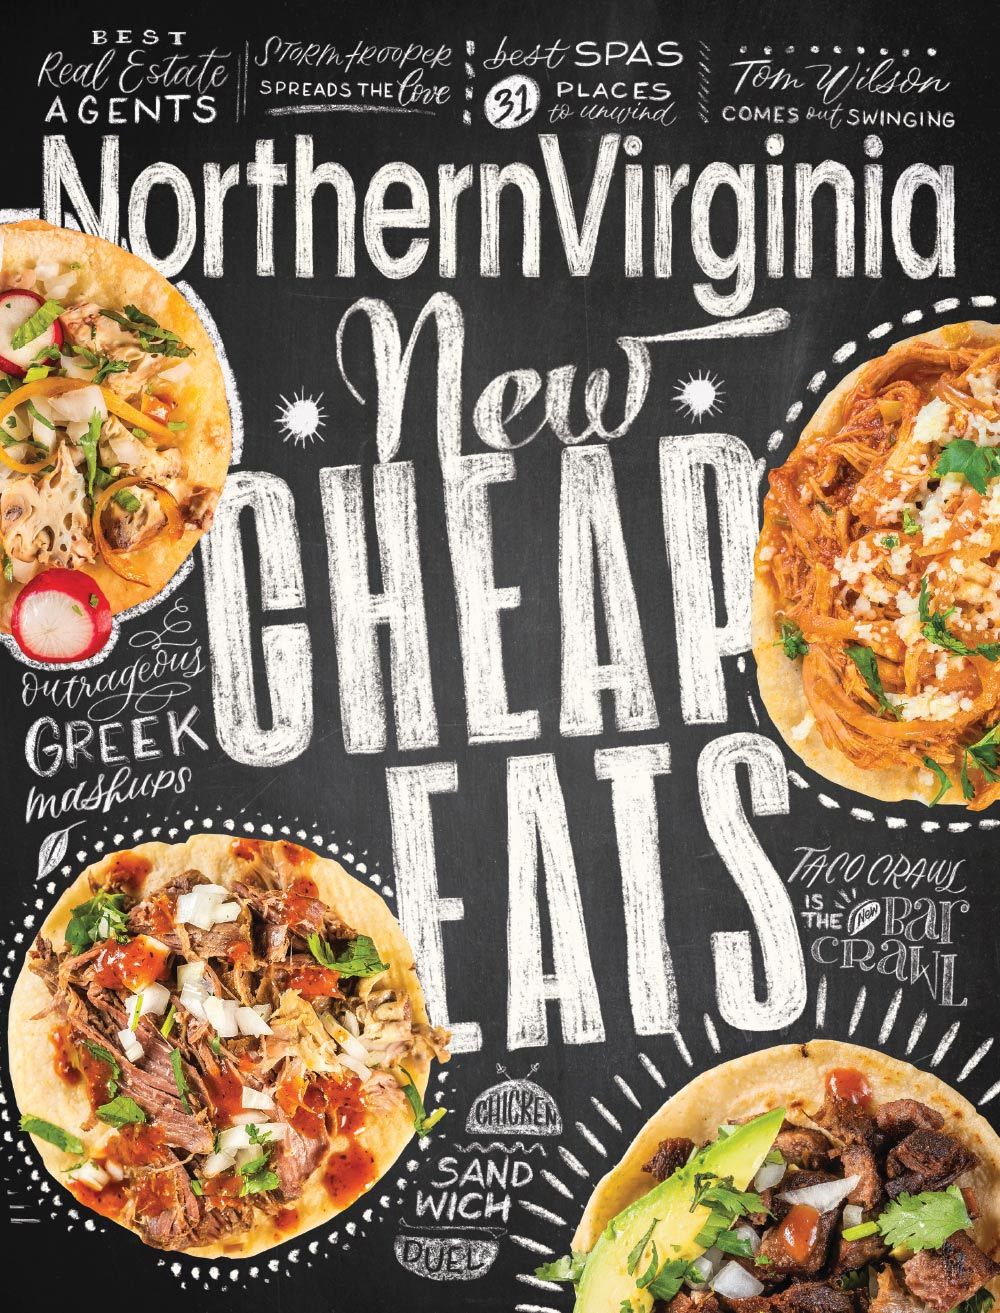 BEST
Real Estate
AGENTS
STORMtROOPER
SPREADS THE love
best SPAS
31 PLACES
to unwind
Tom Wilson
COMES out SWINGING
NorthernVirginia
New
CHEAP
EATS
outrageous
GREEK
mashups
TACO CRAWL
IS
THE New Bar
CRAWL
CHICKEN
SAND
WICH
DUEL